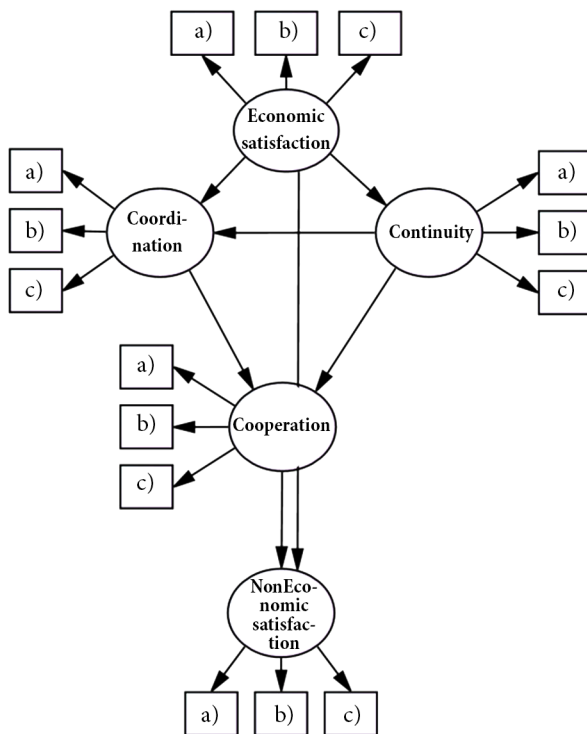 a)
b)
c)
Economic
satisfaction
a)
b)
c)
Coordi-
nation
Continuity
a)
b)
c)
a)
b)
c)
Cooperation
NonEco-
nomic
satisfac-
tion
a)
b)
c)